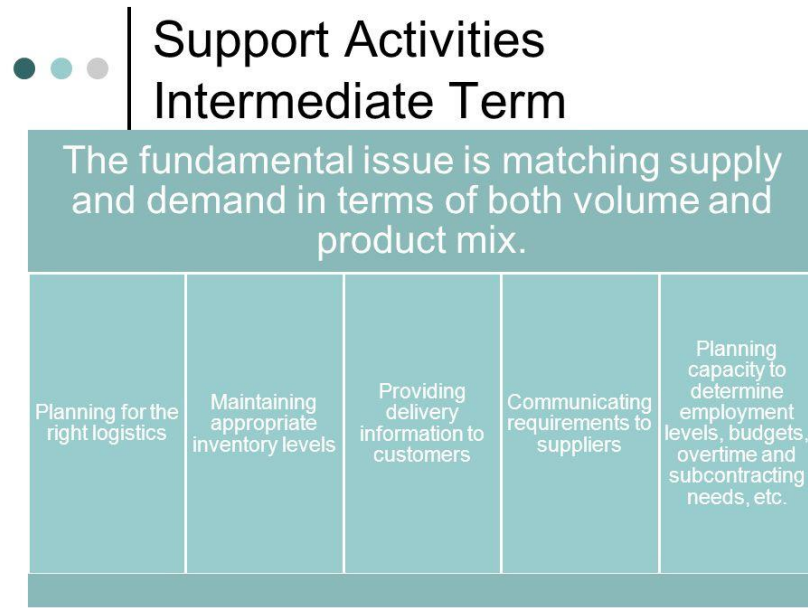 Support Activities
Intermediate Term
The fundamental issue is matching supply
and demand in terms of both volume and
product mix.
Planning for the
right logistics
Maintaining
appropriate
inventory levels
Providing
delivery
information to
customers
Communicating
requirements to
suppliers
Planning
capacity to
determine
employment
levels, budgets,
overtime and
subcontracting
needs, etc.